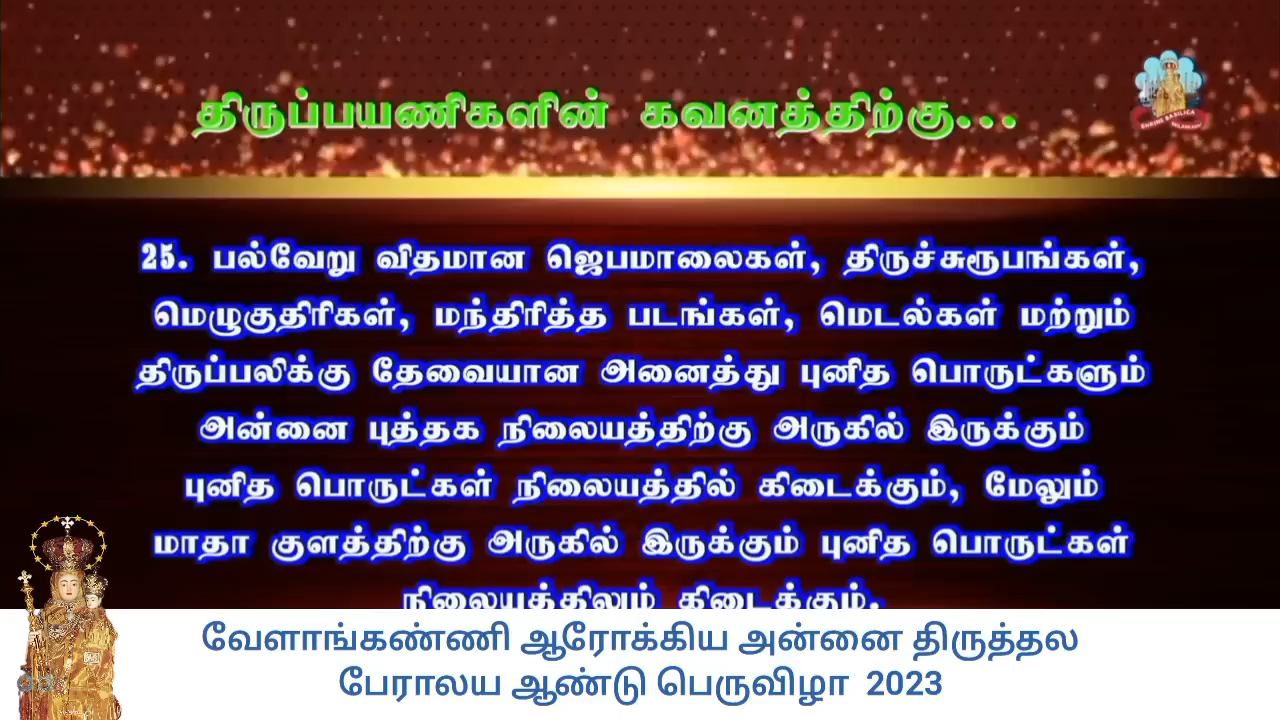 திருப்பயணிகளின் கவனத்திற்கு...
SHRINE BASILICA
25. பல்வேறு விதமான ஜெபமாலைகள், திருச்சுரூபங்கள்,
மெழுகுதிரிகள், மந்திரித்த படங்கள், மெடல்கள் மற்றும்
திருப்பலிக்கு தேவையான அனைத்து புனித பொருட்களும்
அன்னை புத்தக நிலையத்திற்கு அருகில் இருக்கும்
புனித பொருட்கள் நிலையத்தில் கிடைக்கும், மேலும்
மாதா குளத்திற்கு அருகில் இருக்கும் புனித பொருட்கள்
நிலையத்திலும் கிடைக்கும்.
வேளாங்கண்ணி ஆரோக்கிய அன்னை திருத்தல
பேராலய ஆண்டு பெருவிழா 2023